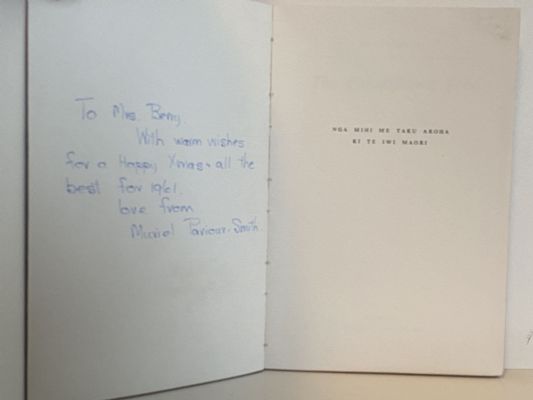 To Mrs. Berry,
With warm wishes
for a Happy Xmas & all the
best for 1961.
love from
Muriel Paviour-Smith
NGA MIHI ME TAKU AROHA
KI TE IWI MAORI